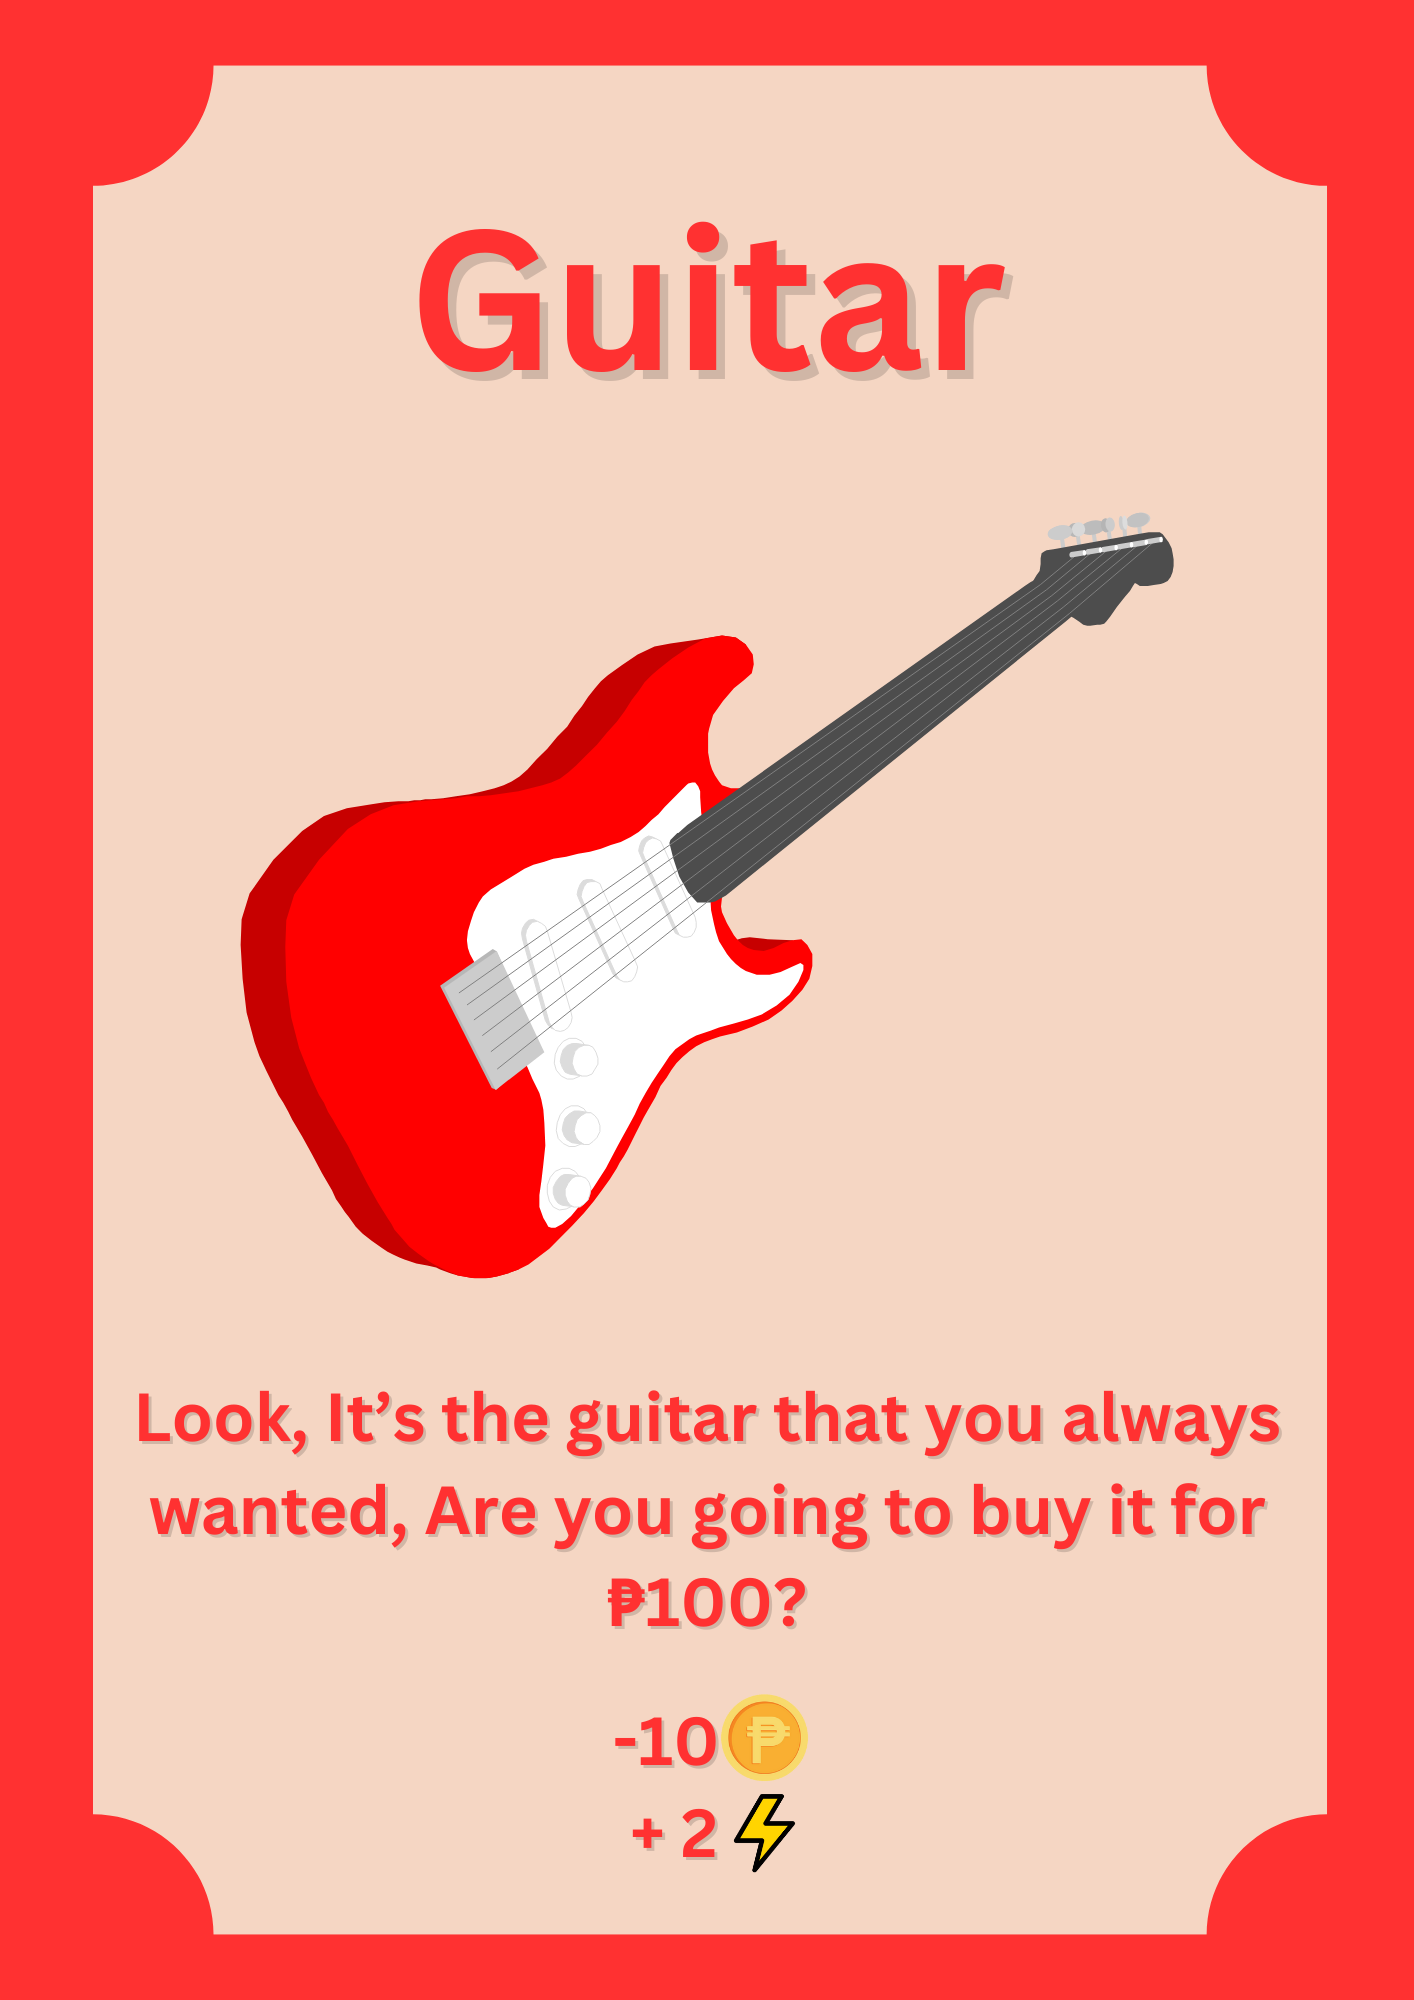 Guitar
Look, It’s the guitar that you always
wanted, Are you going to buy it for
₱100?
-10 ₱
+ 2